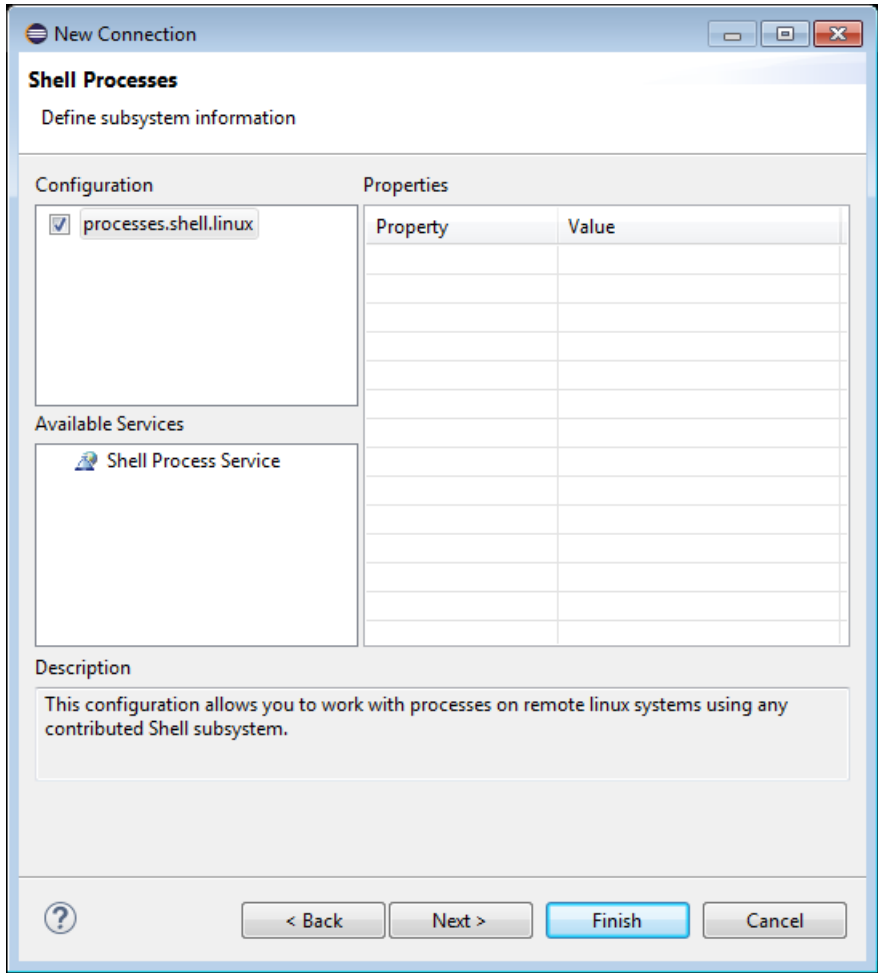 New Connection
Shell Processes
Define subsystem information
Configuration
Properties
processes.shell.linux
Property Value
Available Services
Shell Process Service
Description
This configuration allows you to work with processes on remote linux systems using any
contributed Shell subsystem.
? < Back Next > Finish Cancel